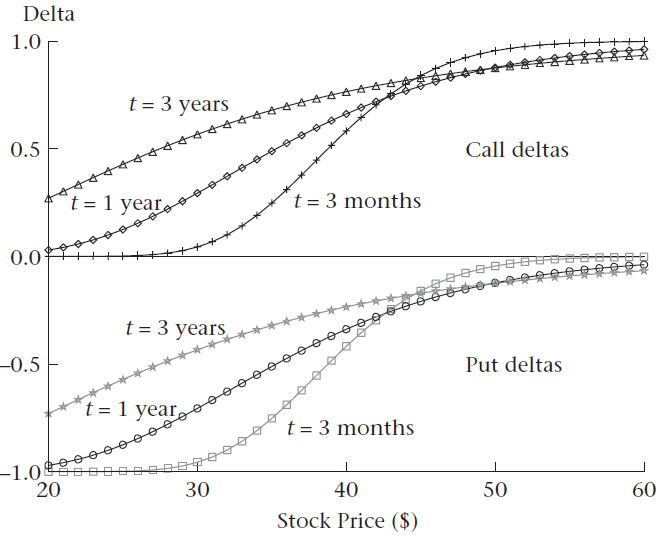 Delta
1.0
t = 3 years
0.5
Call deltas
t = 1 year
t = 3 months
0.0
t = 3 years
−0.5
Put deltas
t = 1 year
t = 3 months
−1.0
20 30 40 50 60
Stock Price ($)